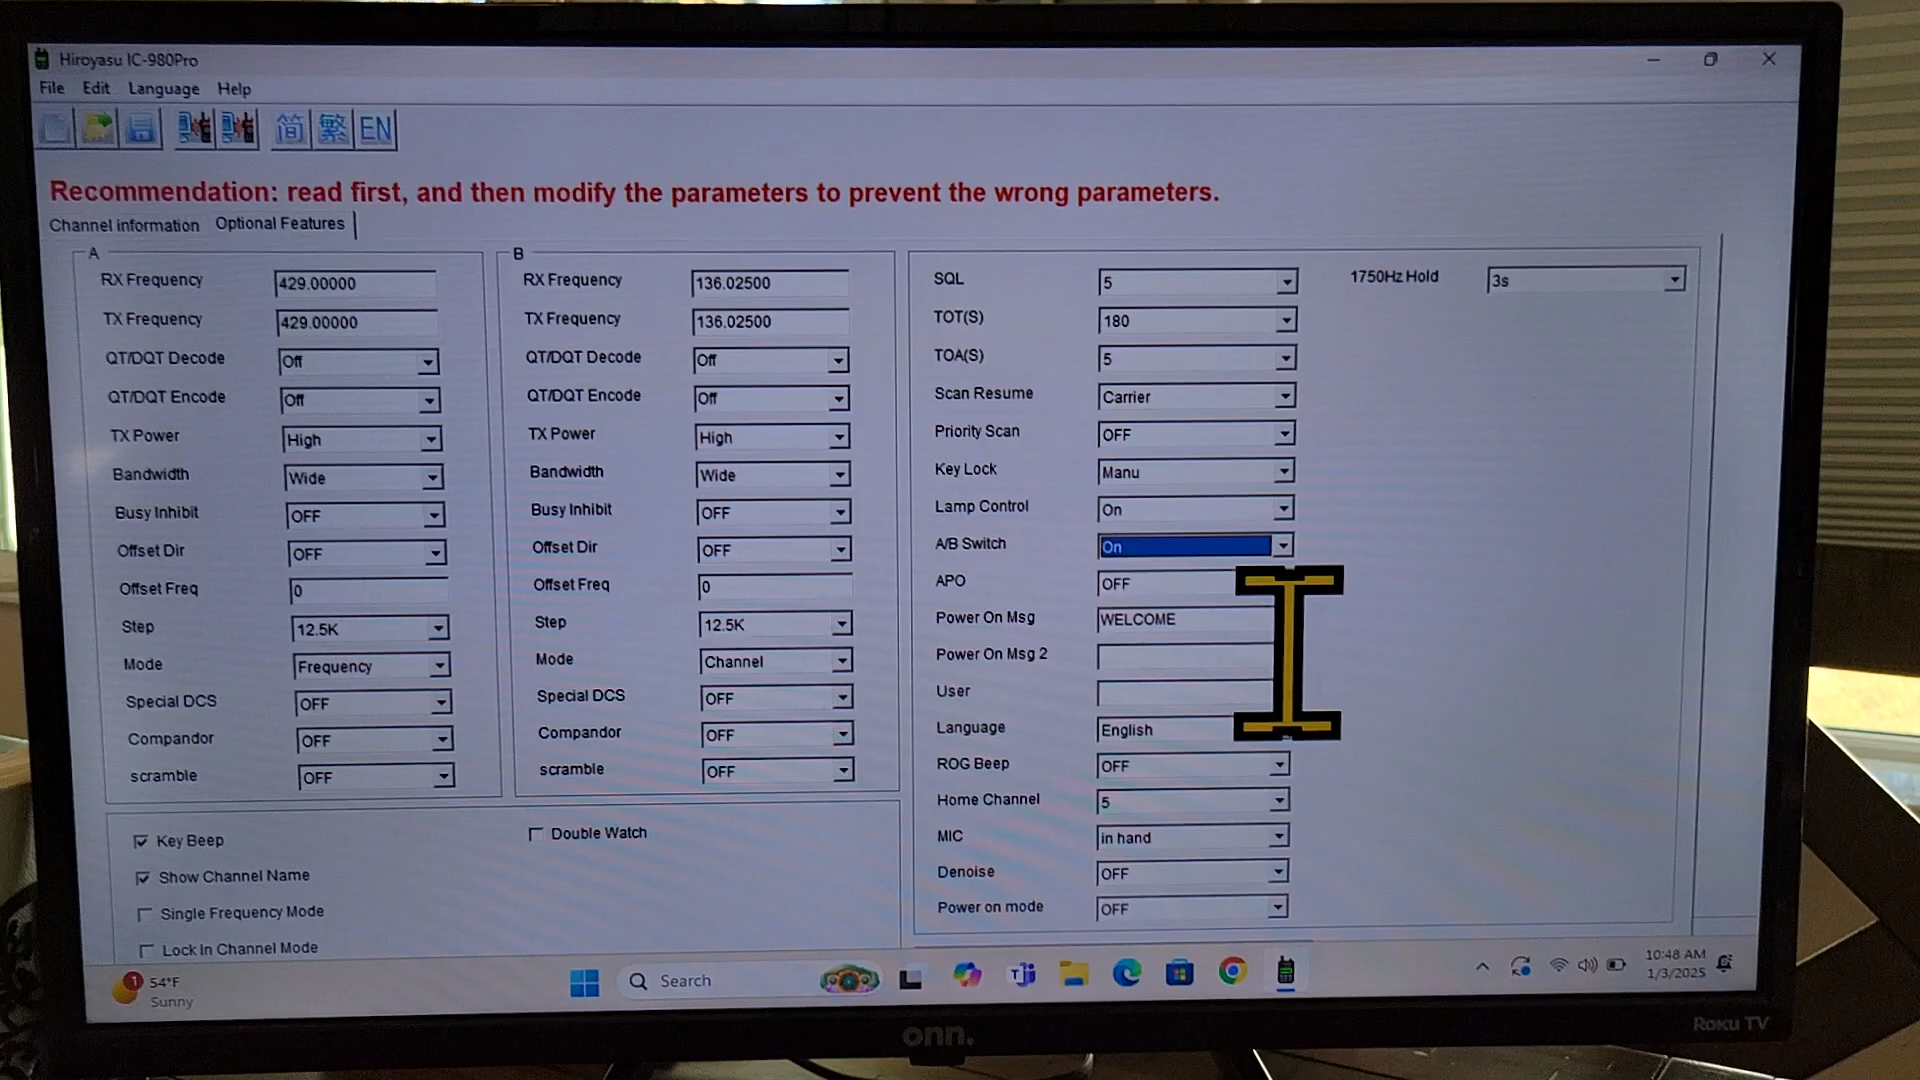 Hiroyasu IC-980Pro
File Edit Language Help
简 繁 EN
Recommendation: read first, and then modify the parameters to prevent the wrong parameters.
Channel information Optional Features
A
RX Frequency 429.00000
TX Frequency 429.00000
QT/DQT Decode Off
QT/DQT Encode Off
TX Power High
Bandwidth Wide
Busy Inhibit OFF
Offset Dir OFF
Offset Freq 0
Step 12.5K
Mode Frequency
Special DCS OFF
Compandor OFF
scramble OFF
B
RX Frequency 136.02500
TX Frequency 136.02500
QT/DQT Decode Off
QT/DQT Encode Off
TX Power High
Bandwidth Wide
Busy Inhibit OFF
Offset Dir OFF
Offset Freq 0
Step 12.5K
Mode Channel
Special DCS OFF
Compandor OFF
scramble OFF
SQL 5
TOT(S) 180
TOA(S) 5
Scan Resume Carrier
Priority Scan OFF
Key Lock Manu
Lamp Control On
A/B Switch On
APO OFF
Power On Msg WELCOME
Power On Msg 2
User
Language English
ROG Beep OFF
Home Channel 5
MIC in hand
Denoise OFF
Power on mode OFF
1750Hz Hold 3s
Key Beep
Show Channel Name
Single Frequency Mode
Lock In Channel Mode
Double Watch
1
54°F
Sunny
Search
10:48 AM
1/3/2025
onn.
Roku TV